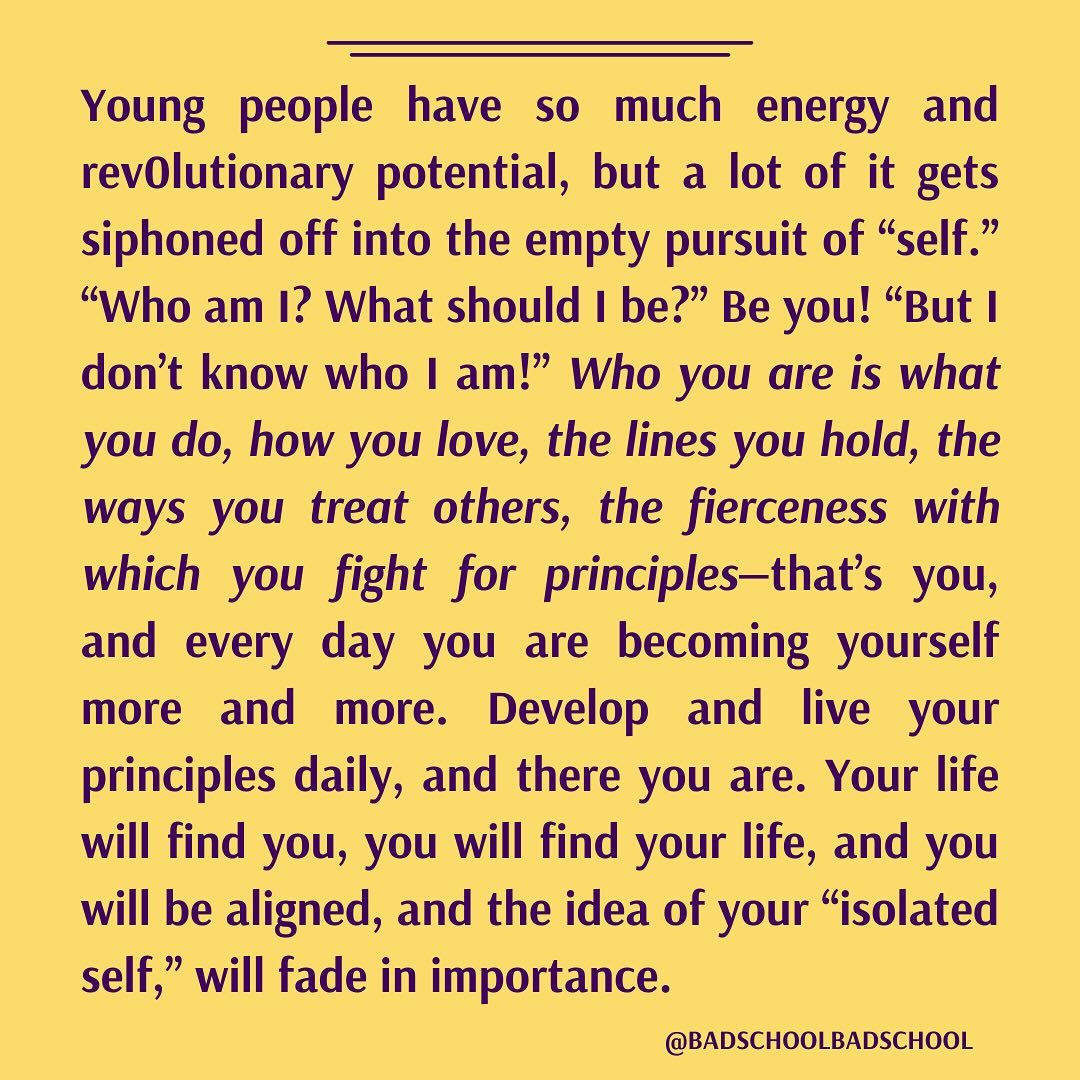 Young people have so much energy and
rev0lutionary potential, but a lot of it gets
siphoned off into the empty pursuit of “self.”
“Who am I? What should I be?” Be you! “But I
don’t know who I am!” Who you are is what
you do, how you love, the lines you hold, the
ways you treat others, the fierceness with
which you fight for principles—that’s you,
and every day you are becoming yourself
more and more. Develop and live your
principles daily, and there you are. Your life
will find you, you will find your life, and you
will be aligned, and the idea of your “isolated
self,” will fade in importance.
@BADSCHOOLBADSCHOOL